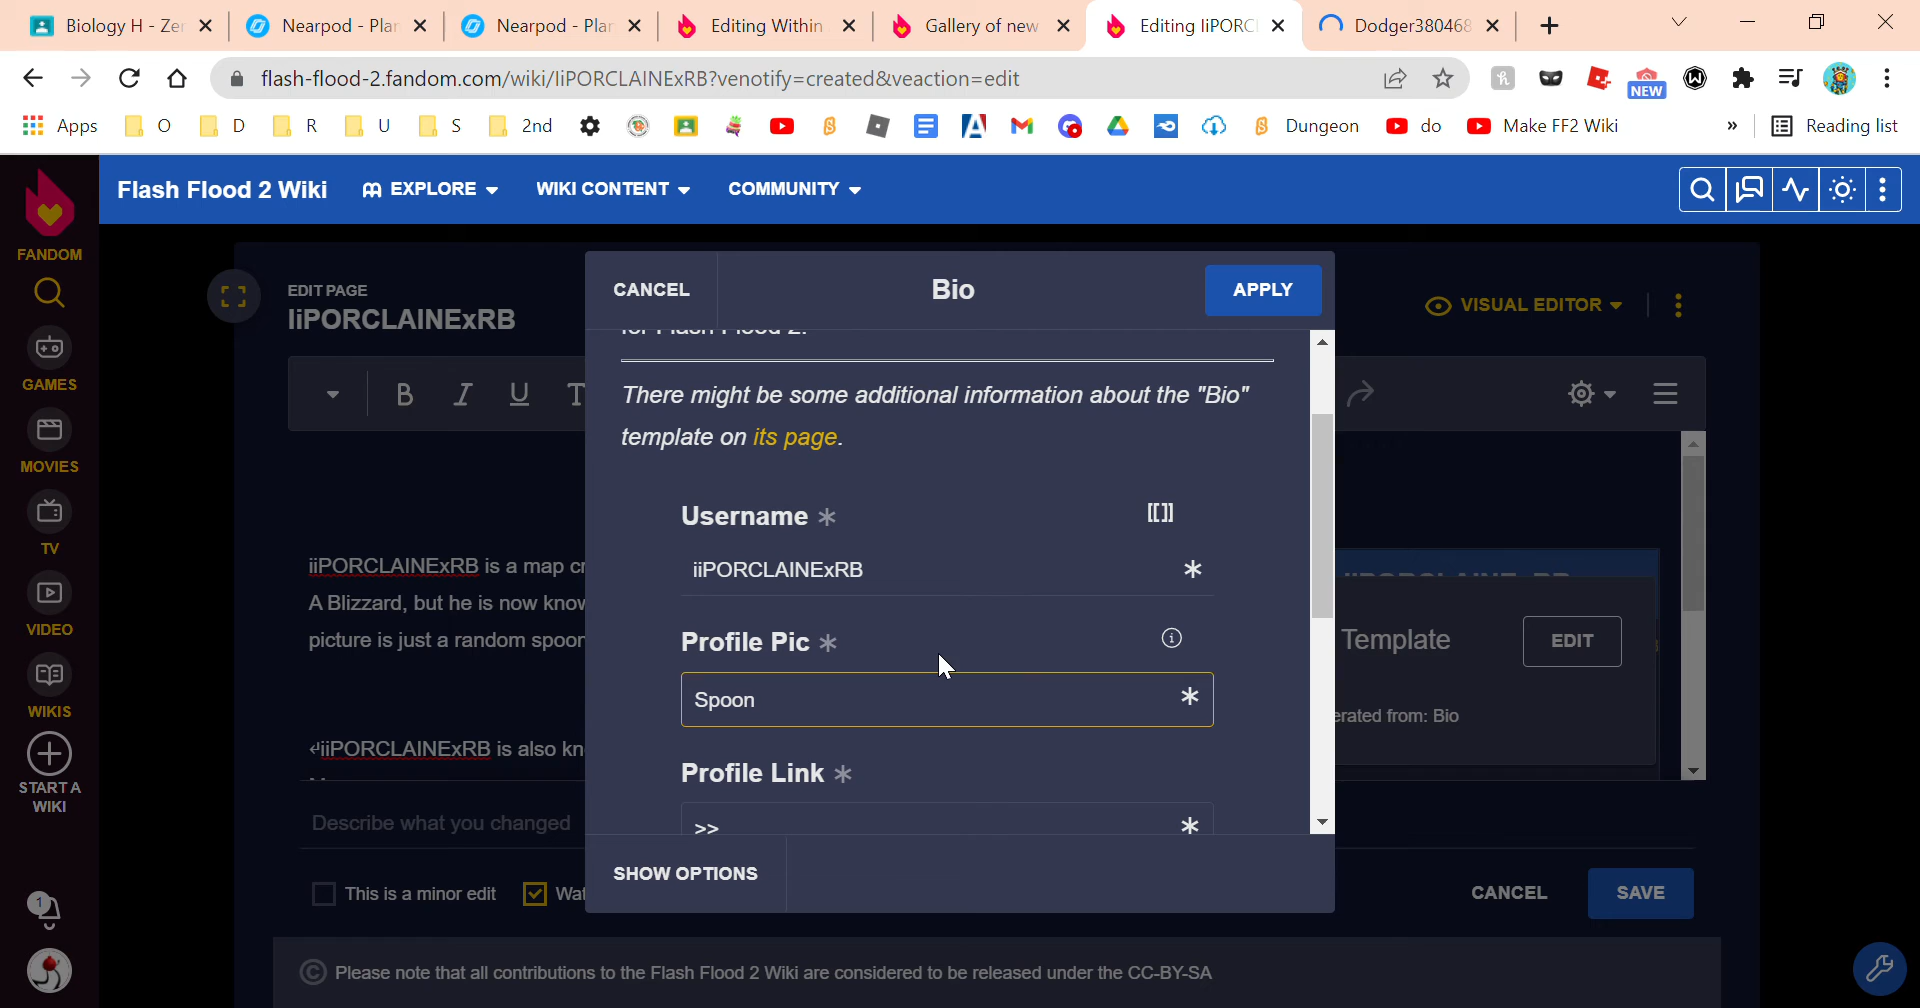 Biology H - Zer
Nearpod - Plar
Nearpod - Plar
Editing Within
Gallery of new
Editing IiPORC
Dodger380468
flash-flood-2.fandom.com/wiki/IiPORCLAINExRB?venotify=created&veaction=edit
NEW
Apps
O
D
R
U
S
2nd
Dungeon
do
Make FF2 Wiki
»
Reading list
Flash Flood 2 Wiki
EXPLORE
WIKI CONTENT
COMMUNITY
FANDOM
GAMES
MOVIES
TV
VIDEO
WIKIS
START A
WIKI
1
EDIT PAGE
IiPORCLAINExRB
VISUAL EDITOR
B I U T
CANCEL
Bio
APPLY
for Flash Flood 2.
There might be some additional information about the "Bio"
template on its page.
Username *
[[]]
iiPORCLAINExRB *
Profile Pic *
Spoon *
Profile Link *
>> *
SHOW OPTIONS
iiPORCLAINExRB is a map cr
A Blizzard, but he is now know
picture is just a random spoon
↵iiPORCLAINExRB is also kn
Template
EDIT
erated from: Bio
Describe what you changed
This is a minor edit
Wat
CANCEL
SAVE
© Please note that all contributions to the Flash Flood 2 Wiki are considered to be released under the CC-BY-SA